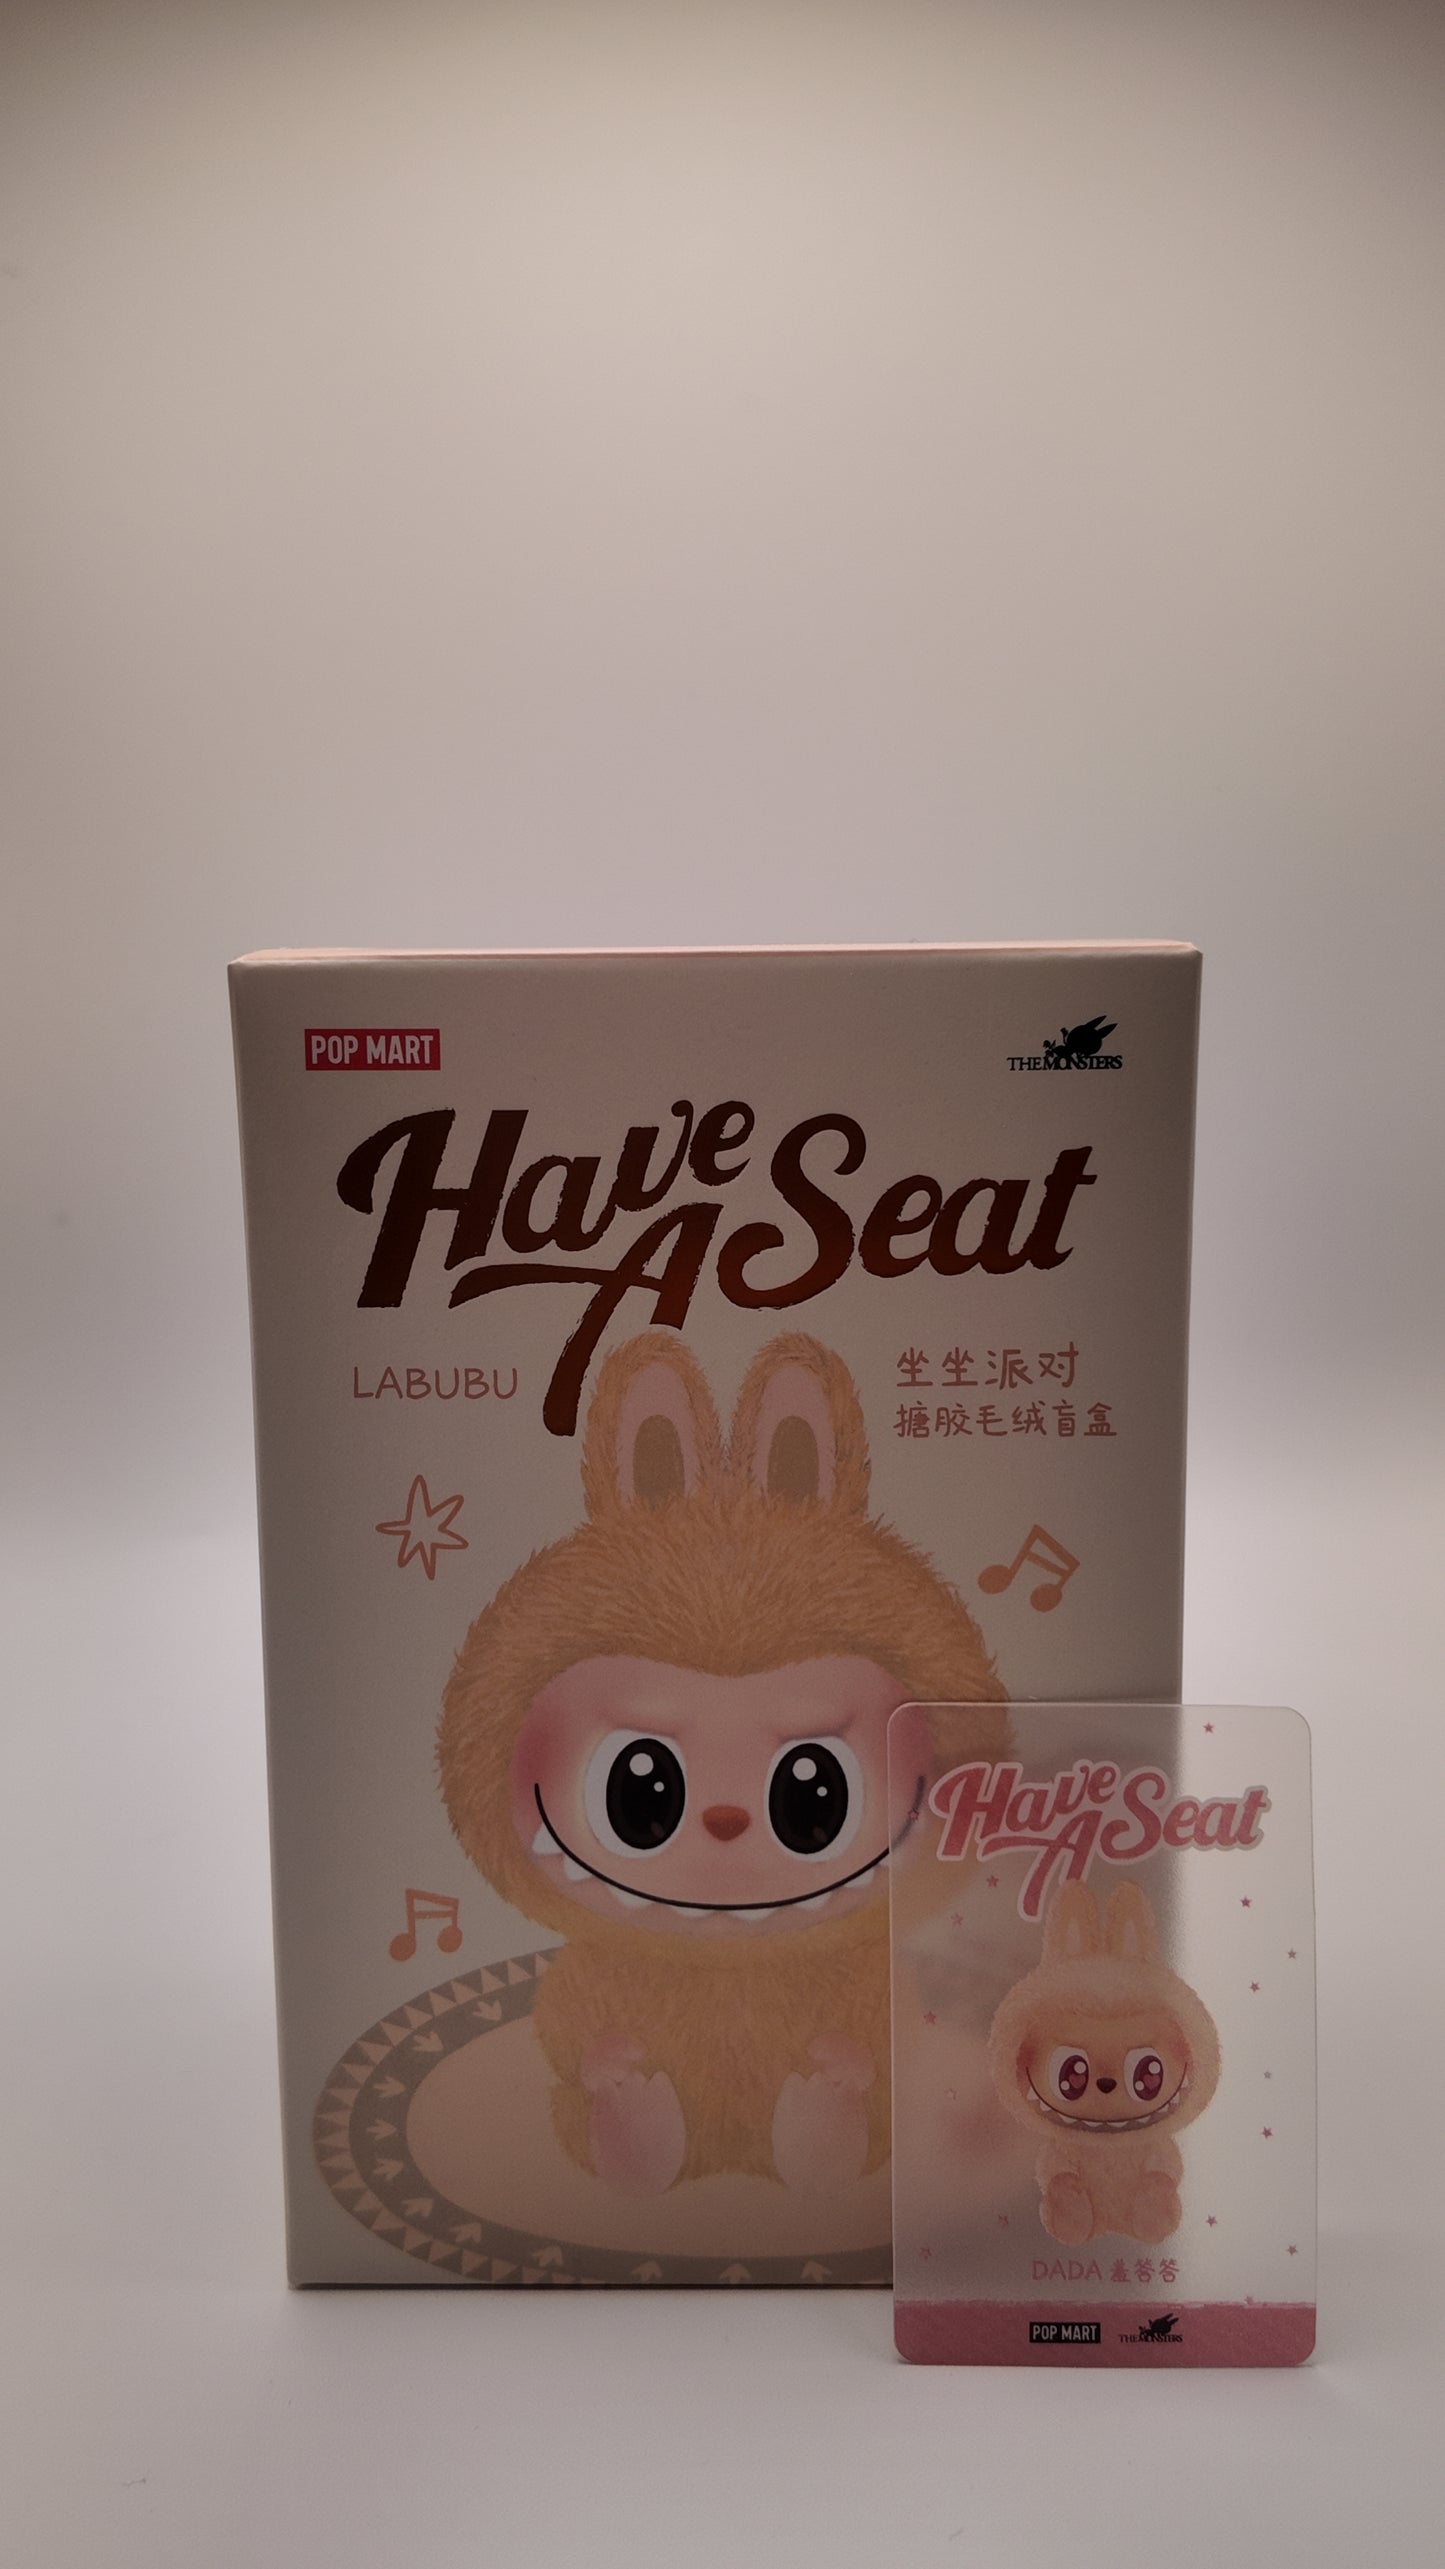 POP MART
THE MONSTERS
Have A Seat
LABUBU
坐坐派对
搪胶毛绒盲盒
Have A Seat
DADA 羞答答
POP MART
THE MONSTERS